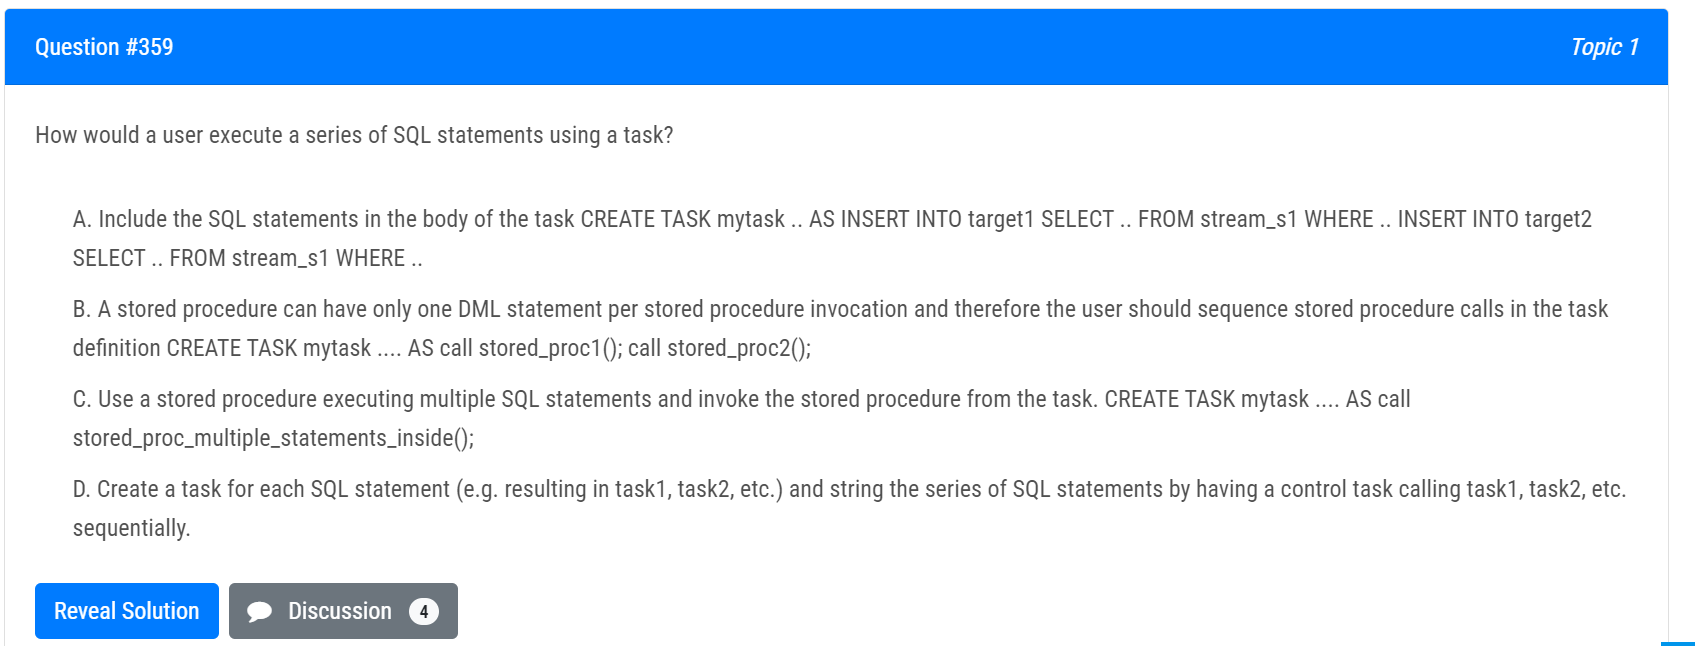 Question #359
Topic 1
How would a user execute a series of SQL statements using a task?
A. Include the SQL statements in the body of the task CREATE TASK mytask .. AS INSERT INTO target1 SELECT .. FROM stream_s1 WHERE .. INSERT INTO target2
SELECT .. FROM stream_s1 WHERE ..
B. A stored procedure can have only one DML statement per stored procedure invocation and therefore the user should sequence stored procedure calls in the task
definition CREATE TASK mytask .... AS call stored_proc1(); call stored_proc2();
C. Use a stored procedure executing multiple SQL statements and invoke the stored procedure from the task. CREATE TASK mytask .... AS call
stored_proc_multiple_statements_inside();
D. Create a task for each SQL statement (e.g. resulting in task1, task2, etc.) and string the series of SQL statements by having a control task calling task1, task2, etc.
sequentially.
Reveal Solution
Discussion 4